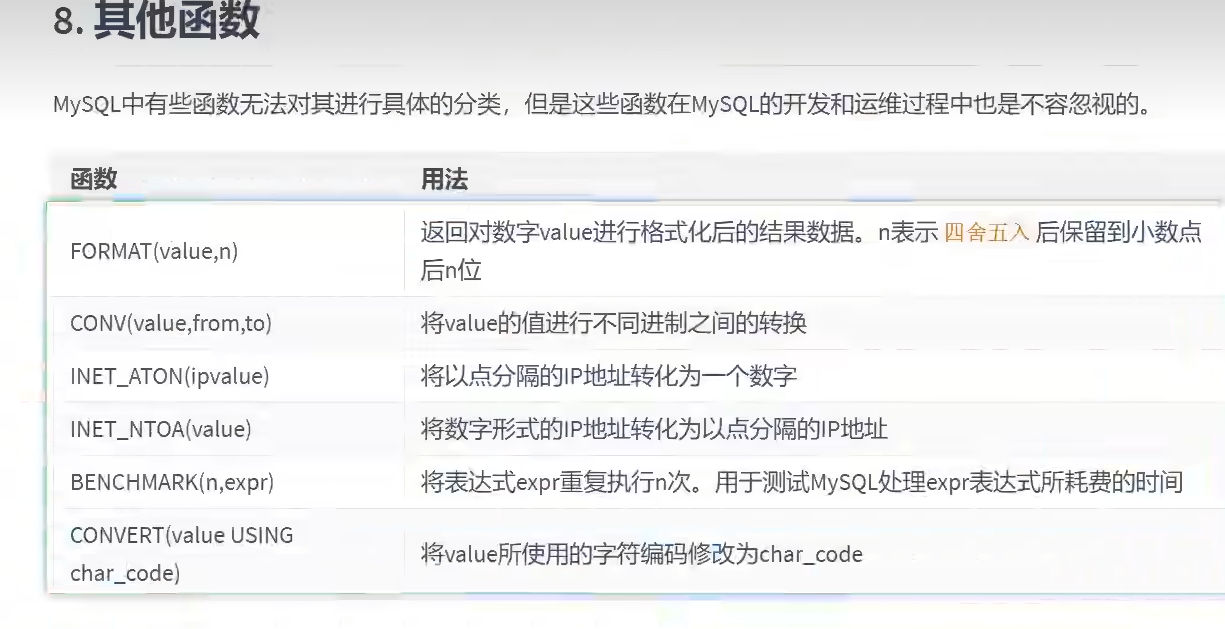 8. 其他函数
MySQL中有些函数无法对其进行具体的分类，但是这些函数在MySQL的开发和运维过程中也是不容忽视的。
函数 用法
FORMAT(value,n) 返回对数字value进行格式化后的结果数据。n表示 四舍五入 后保留到小数点
后n位
CONV(value,from,to) 将value的值进行不同进制之间的转换
INET_ATON(ipvalue) 将以点分隔的IP地址转化为一个数字
INET_NTOA(value) 将数字形式的IP地址转化为以点分隔的IP地址
BENCHMARK(n,expr) 将表达式expr重复执行n次。用于测试MySQL处理expr表达式所耗费的时间
CONVERT(value USING
char_code) 将value所使用的字符编码修改为char_code